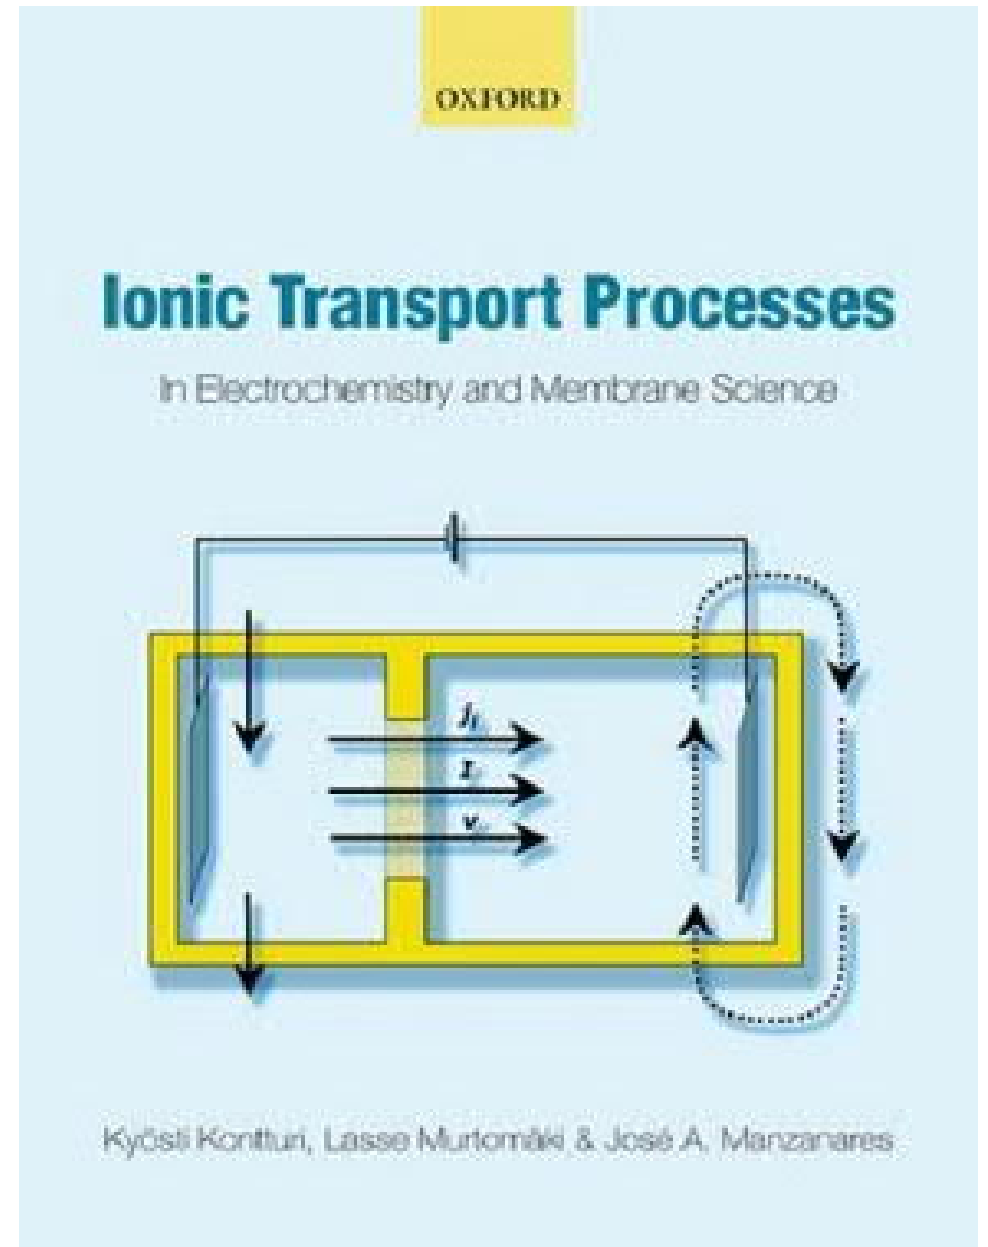 OXFORD
Ionic Transport Processes
In Electrochemistry and Membrane Science
Kyösti Kontturi, Lasse Murtomäki & José A. Manzanares